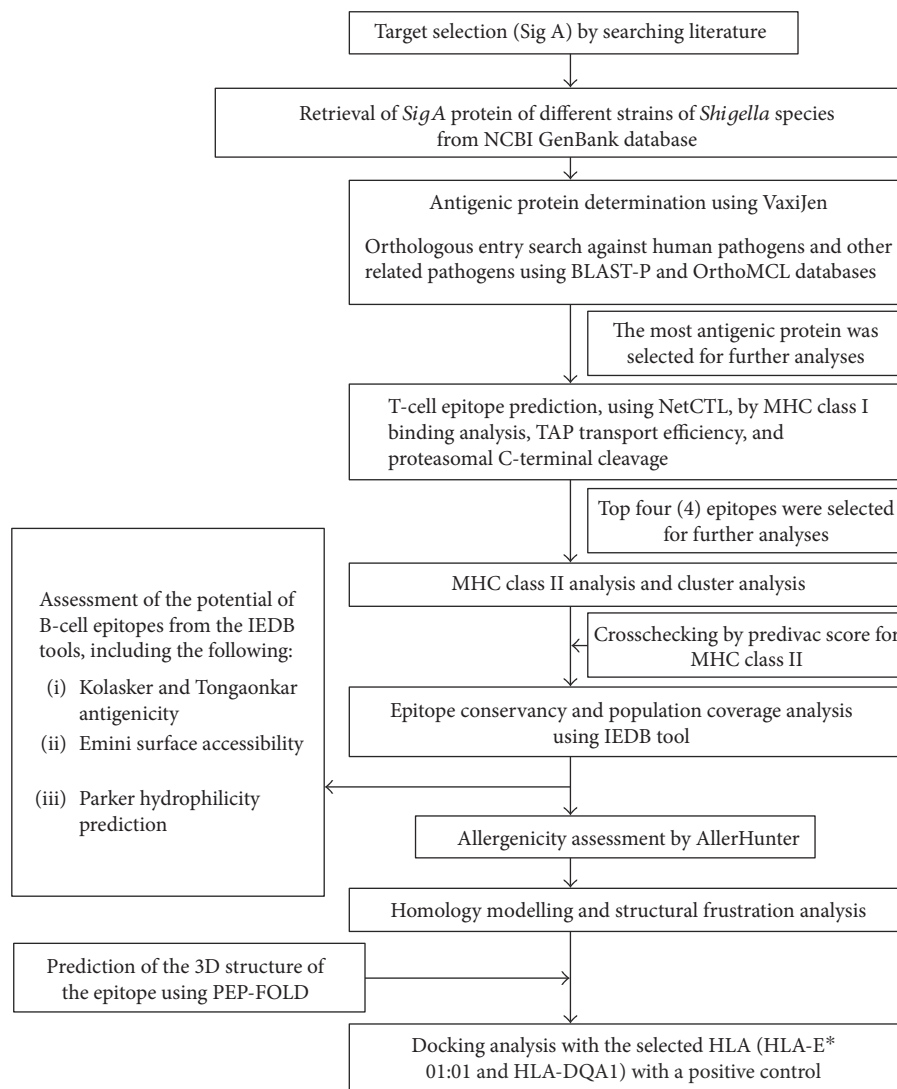 Target selection (Sig A) by searching literature
Retrieval of SigA protein of different strains of Shigella species
from NCBI GenBank database
Antigenic protein determination using VaxiJen
Orthologous entry search against human pathogens and other
related pathogens using BLAST-P and OrthoMCL databases
The most antigenic protein was
selected for further analyses
T-cell epitope prediction, using NetCTL, by MHC class I
binding analysis, TAP transport efficiency, and
proteasomal C-terminal cleavage
Top four (4) epitopes were selected
for further analyses
MHC class II analysis and cluster analysis
Crosschecking by predivac score for
MHC class II
Epitope conservancy and population coverage analysis
using IEDB tool
Assessment of the potential of
B-cell epitopes from the IEDB
tools, including the following:
(i) Kolasker and Tongaonkar
antigenicity
(ii) Emini surface accessibility
(iii) Parker hydrophilicity
prediction
Allergenicity assessment by AllerHunter
Homology modelling and structural frustration analysis
Prediction of the 3D structure of
the epitope using PEP-FOLD
Docking analysis with the selected HLA (HLA-E*
01:01 and HLA-DQA1) with a positive control